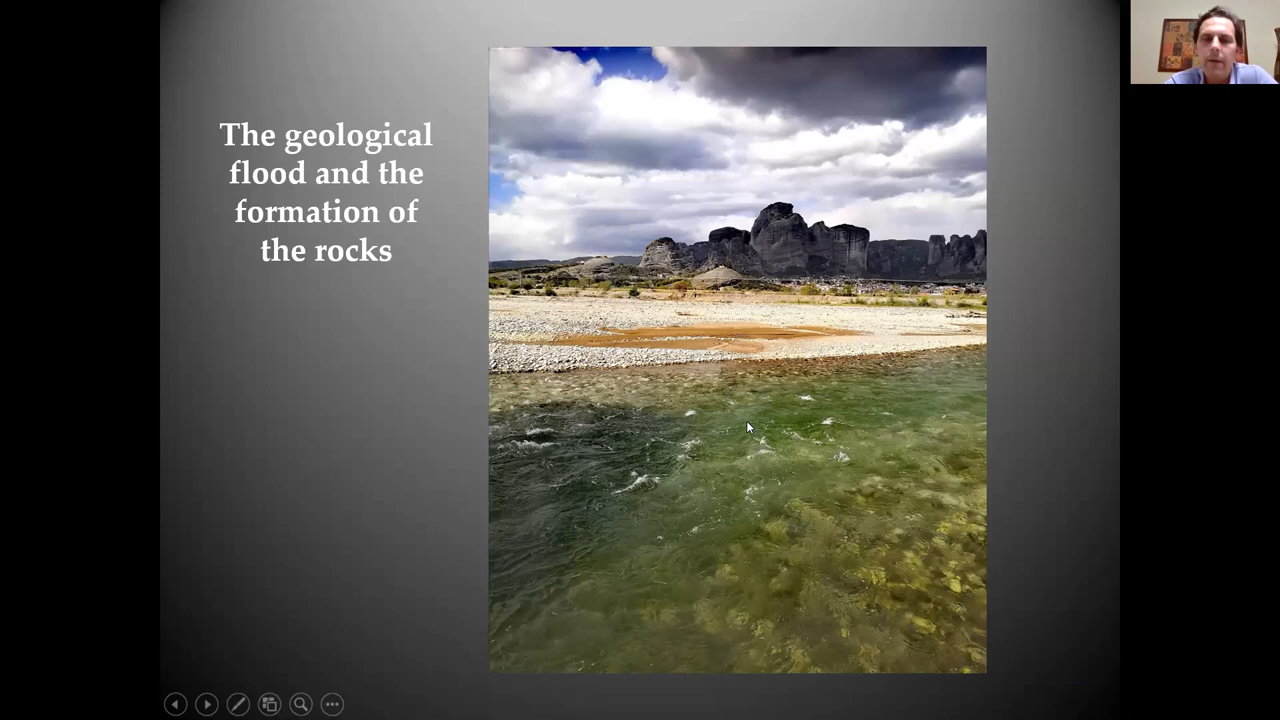 The geological
flood and the
formation of
the rocks